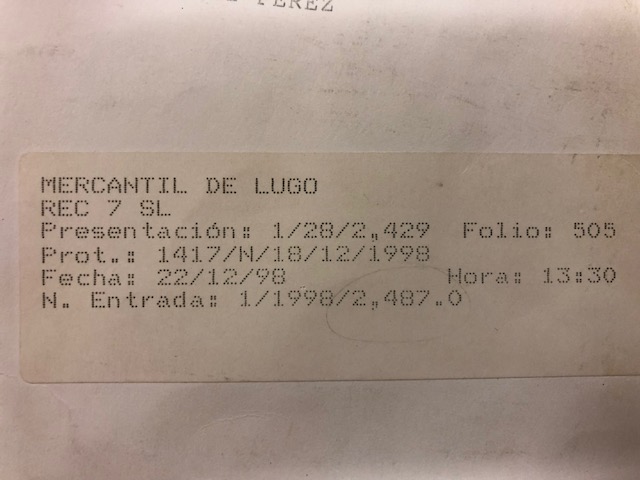 PEREZ
MERCANTIL DE LUGO
REC 7 SL
Presentación: 1/28/2,429 Folio: 505
Prot.: 1417/N/18/12/1998
Fecha: 22/12/98 Hora: 13:30
N. Entrada: 1/1998/2,487.0